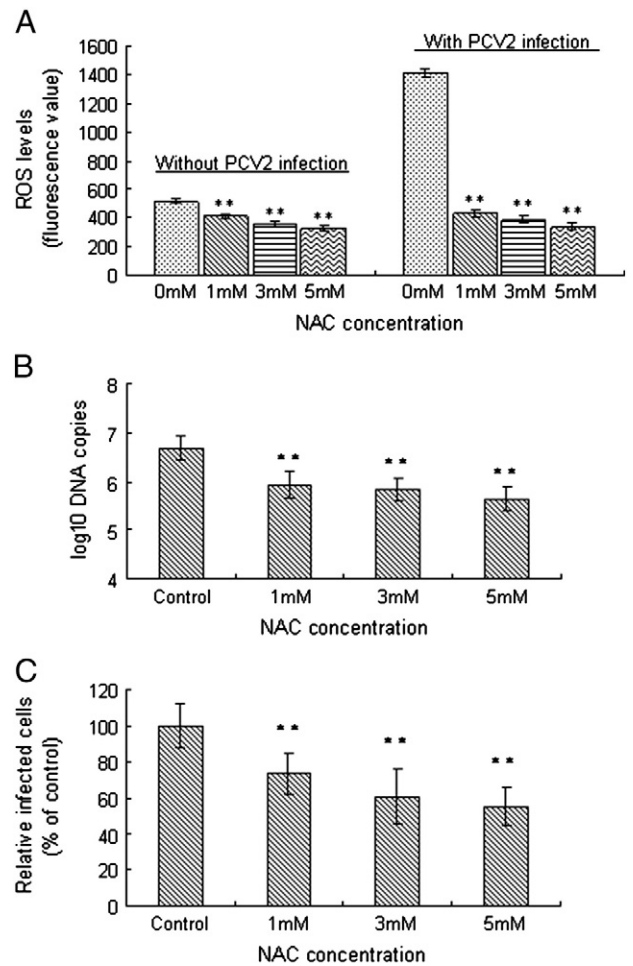 A
1600
1400
1200
1000
800
600
400
200
0
ROS levels
(fluorescence value)
Without PCV2 infection
With PCV2 infection
** ** ** ** ** **
0mM 1mM 3mM 5mM 0mM 1mM 3mM 5mM
NAC concentration
B
8
7
6
5
4
log10 DNA copies
** ** **
Control 1mM 3mM 5mM
NAC concentration
C
120
100
80
60
40
20
0
Relative infected cells
(% of control)
** ** **
Control 1mM 3mM 5mM
NAC concentration